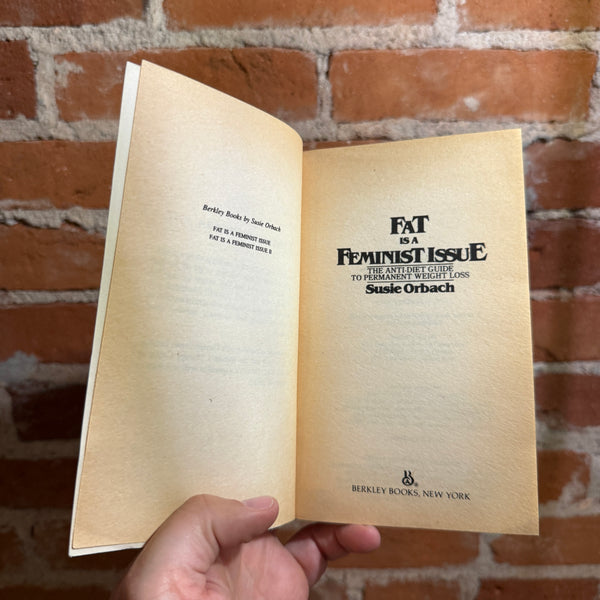 Berkley Books by Susie Orbach
FAT IS A FEMINIST ISSUE
FAT IS A FEMINIST ISSUE II
FAT
IS A
FEMINIST ISSUE
THE ANTI-DIET GUIDE
TO PERMANENT WEIGHT LOSS
Susie Orbach
BERKLEY BOOKS, NEW YORK